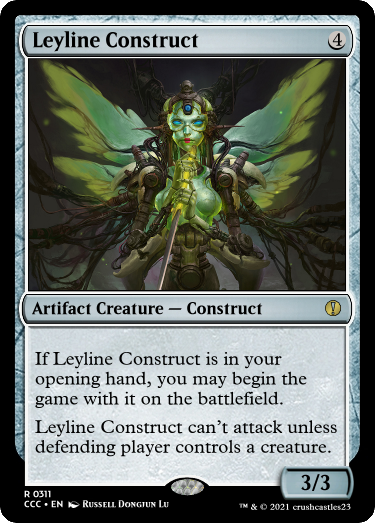 Leyline Construct 4
Artifact Creature — Construct
If Leyline Construct is in your
opening hand, you may begin the
game with it on the battlefield.
Leyline Construct can't attack unless
defending player controls a creature.
3/3
R 0311
CCC • EN Russell Dongjun Lu
™ & © 2021 crushcastles23